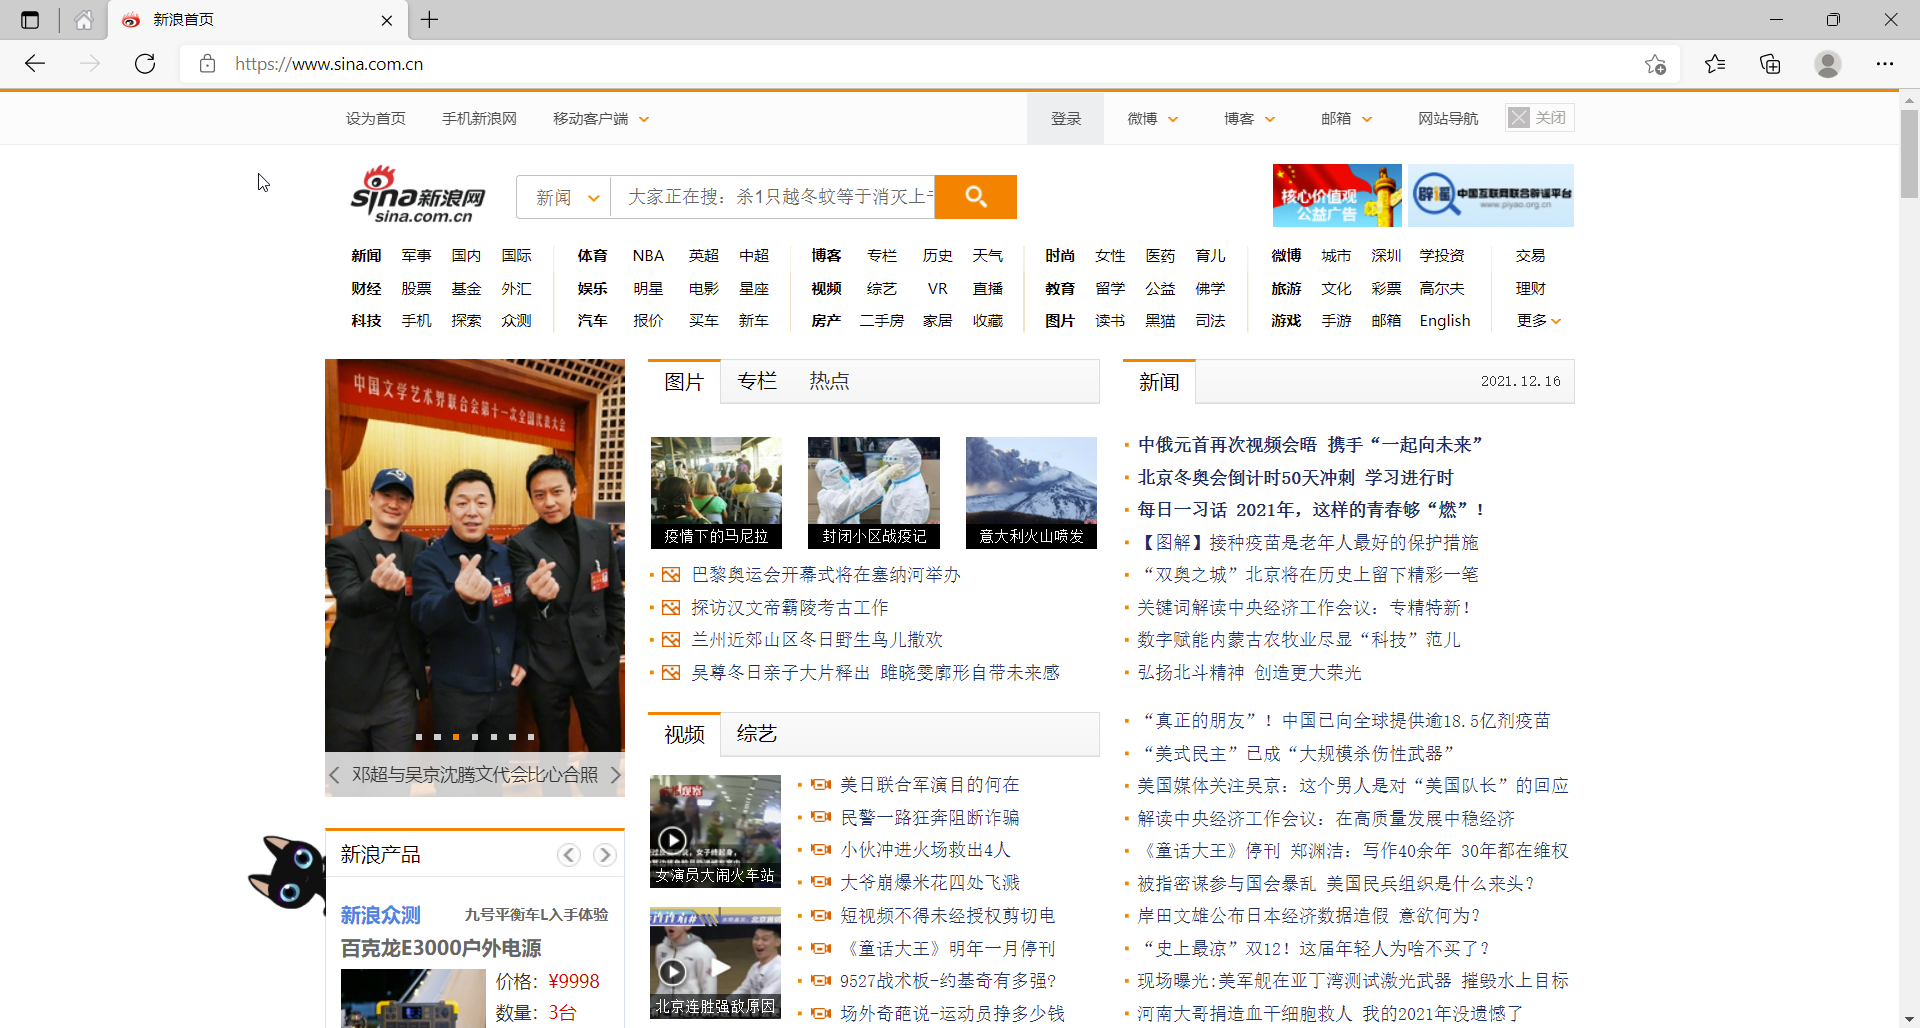 新浪首页
https://www.sina.com.cn
设为首页 手机新浪网 移动客户端 登录 微博 博客 邮箱 网站导航 关闭
sina新浪网
sina.com.cn
新闻 大家正在搜：杀1只越冬蚊等于消灭上
核心价值观
公益广告
辟谣 中国互联网联合辟谣平台
www.piyao.org.cn
新闻 军事 国内 国际 体育 NBA 英超 中超 博客 专栏 历史 天气 时尚 女性 医药 育儿 微博 城市 深圳 学投资 交易
财经 股票 基金 外汇 娱乐 明星 电影 星座 视频 综艺 VR 直播 教育 留学 公益 佛学 旅游 文化 彩票 高尔夫 理财
科技 手机 探索 众测 汽车 报价 买车 新车 房产 二手房 家居 收藏 图片 读书 黑猫 司法 游戏 手游 邮箱 English 更多
中国文学艺术界联合会第十一次全国代表大会
邓超与吴京沈腾文代会比心合照
新浪产品
新浪众测 九号平衡车L入手体验
百克龙E3000户外电源
价格：¥9998
数量：3台
图片 专栏 热点
疫情下的马尼拉 封闭小区战疫记 意大利火山喷发
巴黎奥运会开幕式将在塞纳河举办
探访汉文帝霸陵考古工作
兰州近郊山区冬日野生鸟儿撒欢
吴尊冬日亲子大片释出 雎晓雯廓形自带未来感
视频 综艺
女演员大闹火车站
北京连胜强敌原因
美日联合军演目的何在
民警一路狂奔阻断诈骗
小伙冲进火场救出4人
大爷崩爆米花四处飞溅
短视频不得未经授权剪切电
《童话大王》明年一月停刊
9527战术板-约基奇有多强?
场外奇葩说-运动员挣多少钱
新闻 2021.12.16
中俄元首再次视频会晤 携手“一起向未来”
北京冬奥会倒计时50天冲刺 学习进行时
每日一习话 2021年，这样的青春够“燃”！
【图解】接种疫苗是老年人最好的保护措施
“双奥之城”北京将在历史上留下精彩一笔
关键词解读中央经济工作会议：专精特新！
数字赋能内蒙古农牧业尽显“科技”范儿
弘扬北斗精神 创造更大荣光
“真正的朋友”！中国已向全球提供逾18.5亿剂疫苗
“美式民主”已成“大规模杀伤性武器”
美国媒体关注吴京：这个男人是对“美国队长”的回应
解读中央经济工作会议：在高质量发展中稳经济
《童话大王》停刊 郑渊洁：写作40余年 30年都在维权
被指密谋参与国会暴乱 美国民兵组织是什么来头？
岸田文雄公布日本经济数据造假 意欲何为？
“史上最凉”双12！这届年轻人为啥不买了？
现场曝光:美军舰在亚丁湾测试激光武器 摧毁水上目标
河南大哥捐造血干细胞救人 我的2021年没遗憾了